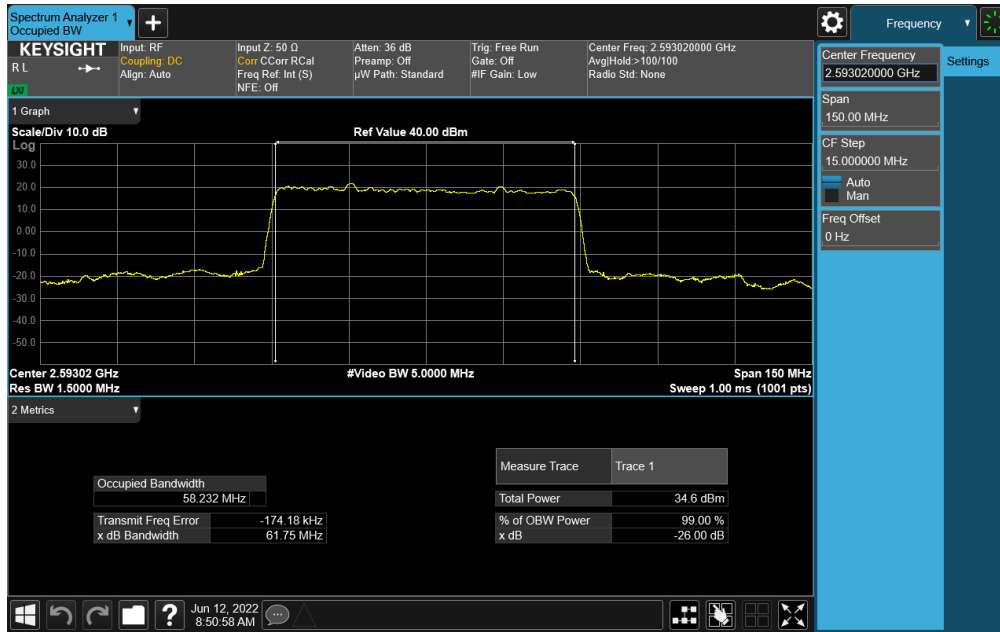 Spectrum Analyzer 1
Occupied BW
Frequency
KEYSIGHT
R L
LXI
Input: RF
Coupling: DC
Align: Auto
Input Z: 50 Ω
Corr CCorr RCal
Freq Ref: Int (S)
NFE: Off
Atten: 36 dB
Preamp: Off
µW Path: Standard
Trig: Free Run
Gate: Off
#IF Gain: Low
Center Freq: 2.593020000 GHz
Avg|Hold:>100/100
Radio Std: None
Center Frequency
2.593020000 GHz
Settings
Span
150.00 MHz
CF Step
15.000000 MHz
Auto
Man
Freq Offset
0 Hz
1 Graph
Scale/Div 10.0 dB
Ref Value 40.00 dBm
Log
30.0
20.0
10.0
0.00
-10.0
-20.0
-30.0
-40.0
-50.0
Center 2.59302 GHz
#Video BW 5.0000 MHz
Span 150 MHz
Res BW 1.5000 MHz
Sweep 1.00 ms (1001 pts)
2 Metrics
Measure Trace
Trace 1
Occupied Bandwidth
58.232 MHz
Total Power
34.6 dBm
Transmit Freq Error
-174.18 kHz
% of OBW Power
99.00 %
x dB Bandwidth
61.75 MHz
x dB
-26.00 dB
?
Jun 12, 2022
8:50:58 AM